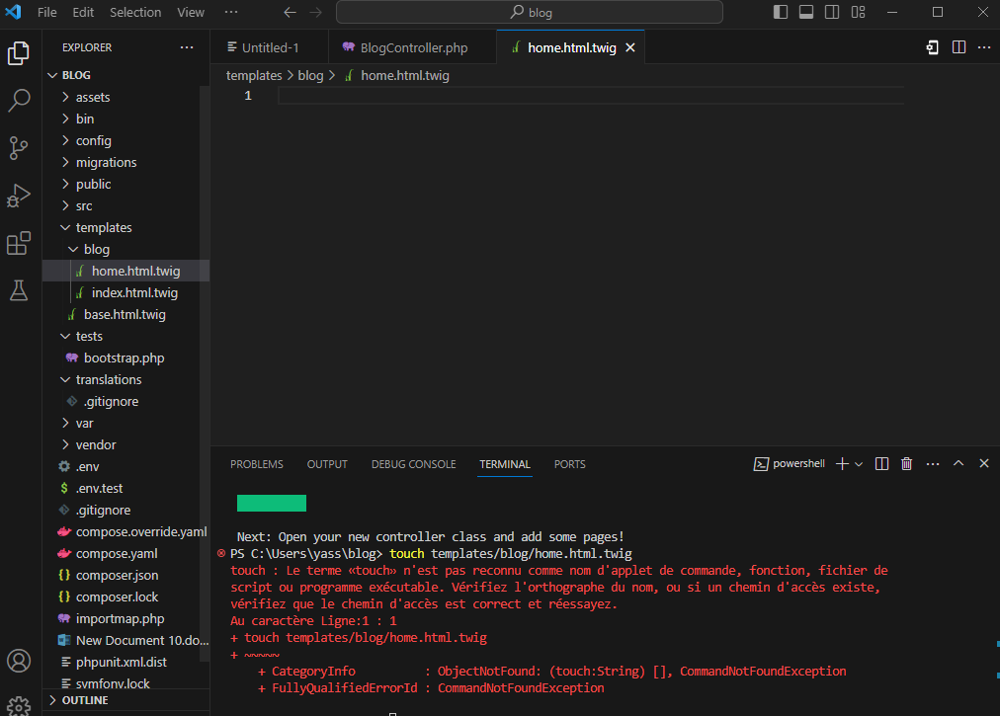 File Edit Selection View ··· ← → blog
EXPLORER ···
BLOG
assets
bin
config
migrations
public
src
templates
blog
home.html.twig
index.html.twig
base.html.twig
tests
bootstrap.php
translations
.gitignore
var
vendor
.env
.env.test
.gitignore
compose.override.yaml
compose.yaml
composer.json
composer.lock
importmap.php
New Document 10.do...
phpunit.xml.dist
symfony.lock
OUTLINE
Untitled-1 BlogController.php home.html.twig
templates > blog > home.html.twig
1
PROBLEMS OUTPUT DEBUG CONSOLE TERMINAL PORTS powershell
Next: Open your new controller class and add some pages!
PS C:\Users\yass\blog> touch templates/blog/home.html.twig
touch : Le terme «touch» n'est pas reconnu comme nom d'applet de commande, fonction, fichier de
script ou programme exécutable. Vérifiez l'orthographe du nom, ou si un chemin d'accès existe,
vérifiez que le chemin d'accès est correct et réessayez.
Au caractère Ligne:1 : 1
+ touch templates/blog/home.html.twig
+ ~~~~~
+ CategoryInfo : ObjectNotFound: (touch:String) [], CommandNotFoundException
+ FullyQualifiedErrorId : CommandNotFoundException